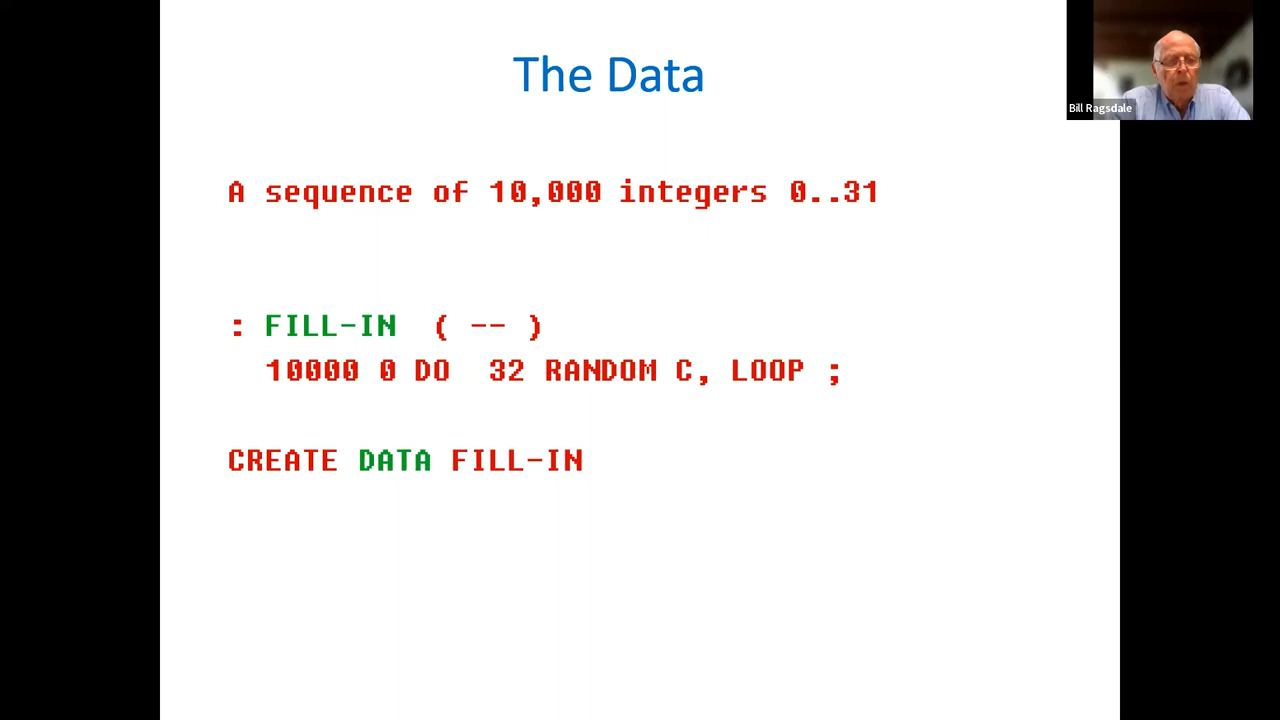 The Data
Bill Ragsdale
A sequence of 10,000 integers 0..31
: FILL-IN ( -- )
10000 0 DO 32 RANDOM C, LOOP ;
CREATE DATA FILL-IN